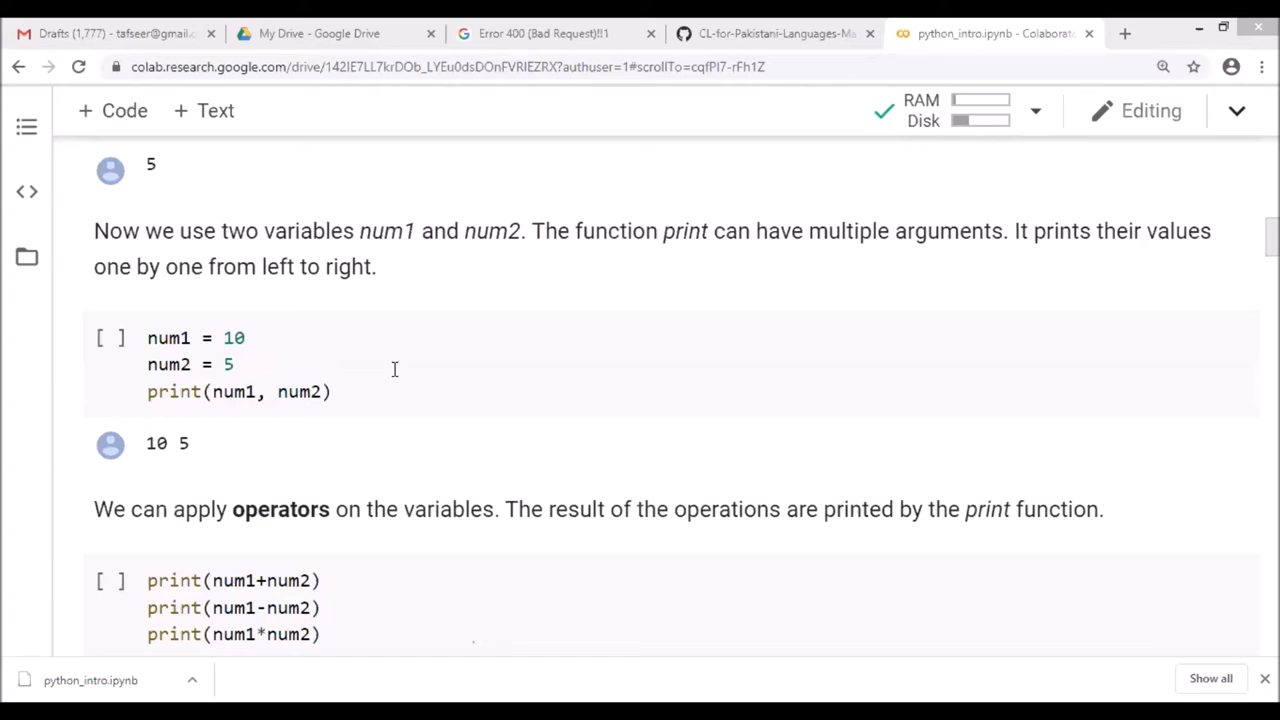 Drafts (1,777) - tafseer@gmail.c
My Drive - Google Drive
Error 400 (Bad Request)!!1
CL-for-Pakistani-Languages-Ma
python_intro.ipynb - Colaborato
colab.research.google.com/drive/142IE7LL7krDOb_LYEu0dsDOnFVRIEZRX?authuser=1#scrollTo=cqfPI7-rFh1Z
+ Code + Text
RAM
Disk
Editing
5
Now we use two variables num1 and num2. The function print can have multiple arguments. It prints their values
one by one from left to right.
[ ] num1 = 10
num2 = 5
print(num1, num2)
10 5
We can apply operators on the variables. The result of the operations are printed by the print function.
[ ] print(num1+num2)
print(num1-num2)
print(num1*num2)
python_intro.ipynb
Show all